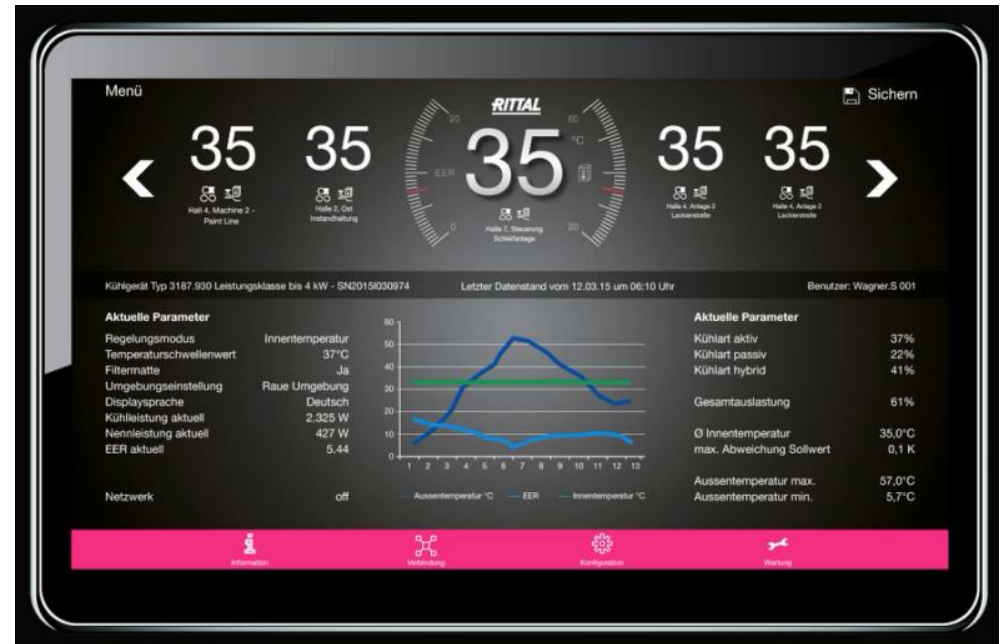 Menü
RITTAL
Sichern
35
35
35
35
35
20
60
°C
EER
0
20
Hall 4, Machine 2 -
Paint Line
Halle 2, Ost
Instandhaltung
Halle 7, Steuerung
Schleifanlage
Halle 4, Anlage 2
Lackierstraße
Halle 4, Anlage 2
Lackierstraße
Kühlgerät Typ 3187.930 Leistungsklasse bis 4 kW - SN2015I030974
Letzter Datenstand vom 12.03.15 um 06:10 Uhr
Benutzer: Wagner.S 001
Aktuelle Parameter
Regelungsmodus Innentemperatur
Temperaturschwellenwert 37°C
Filtermatte Ja
Umgebungseinstellung Raue Umgebung
Displaysprache Deutsch
Kühlleistung aktuell 2.325 W
Nennleistung aktuell 427 W
EER aktuell 5.44
Netzwerk off
60
50
40
30
20
10
0
1 2 3 4 5 6 7 8 9 10 11 12 13
Aussentemperatur °C EER Innentemperatur °C
Aktuelle Parameter
Kühlart aktiv 37%
Kühlart passiv 22%
Kühlart hybrid 41%
Gesamtauslastung 61%
Ø Innentemperatur 35,0°C
max. Abweichung Sollwert 0,1 K
Aussentemperatur max. 57,0°C
Aussentemperatur min. 5,7°C
Information
Verbindung
Konfiguration
Wartung